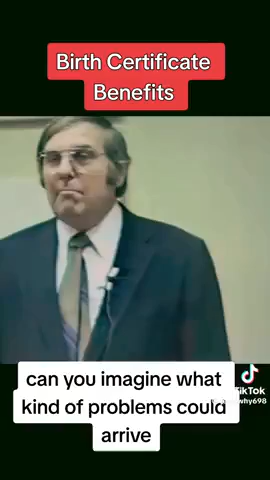 Birth Certificate
Benefits
TikTok
can you imagine what
kind of problems could
arrive